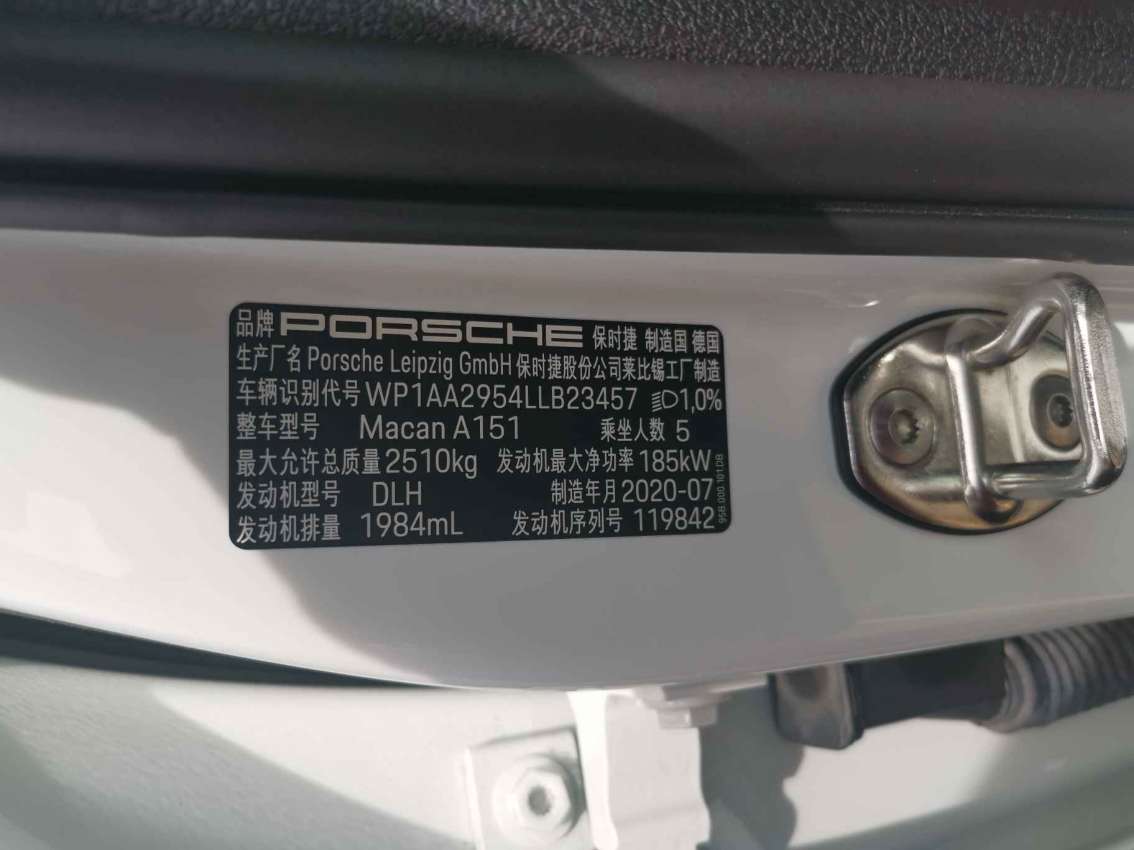 品牌 PORSCHE 保时捷 制造国 德国
生产厂名 Porsche Leipzig GmbH 保时捷股份公司莱比锡工厂制造
车辆识别代号 WP1AA2954LLB23457 1,0%
整车型号 Macan A151 乘坐人数 5
最大允许总质量 2510kg 发动机最大净功率 185kW
发动机型号 DLH 制造年月 2020-07
发动机排量 1984mL 发动机序列号 119842
95B.000.101.DB